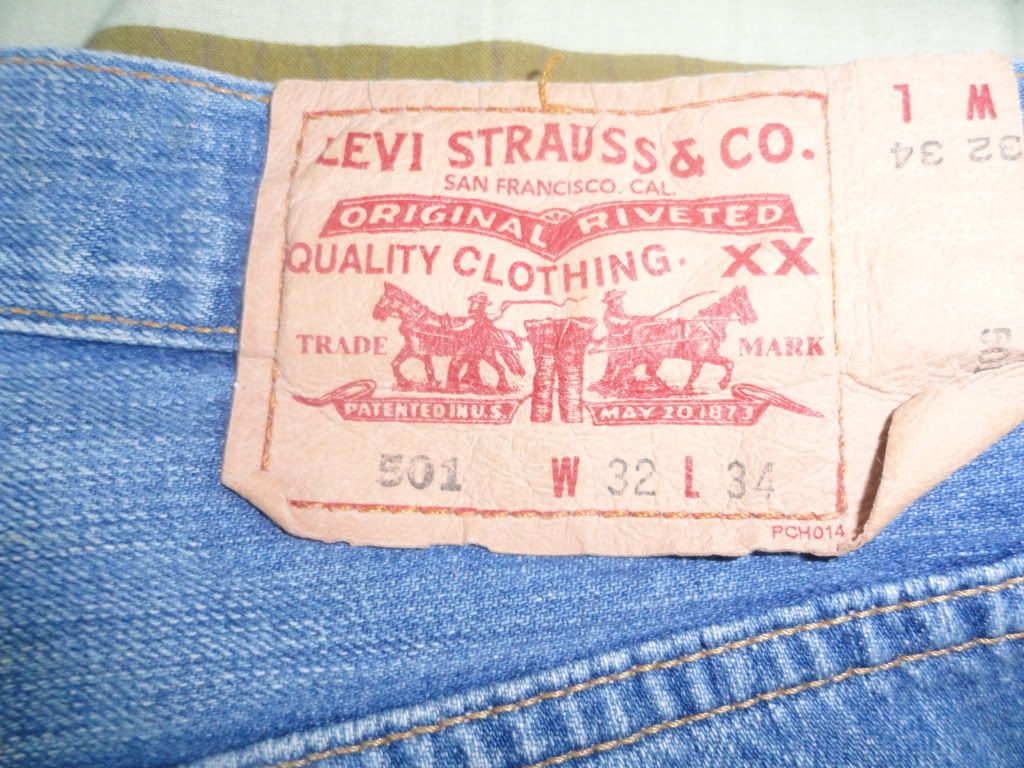 LEVI STRAUSS & CO.
SAN FRANCISCO. CAL.
ORIGINAL RIVETED
QUALITY CLOTHING. XX
TRADE MARK
PATENTED IN U.S. MAY 20 1873
501 W 32 L 34
PCH014
W L
32 34